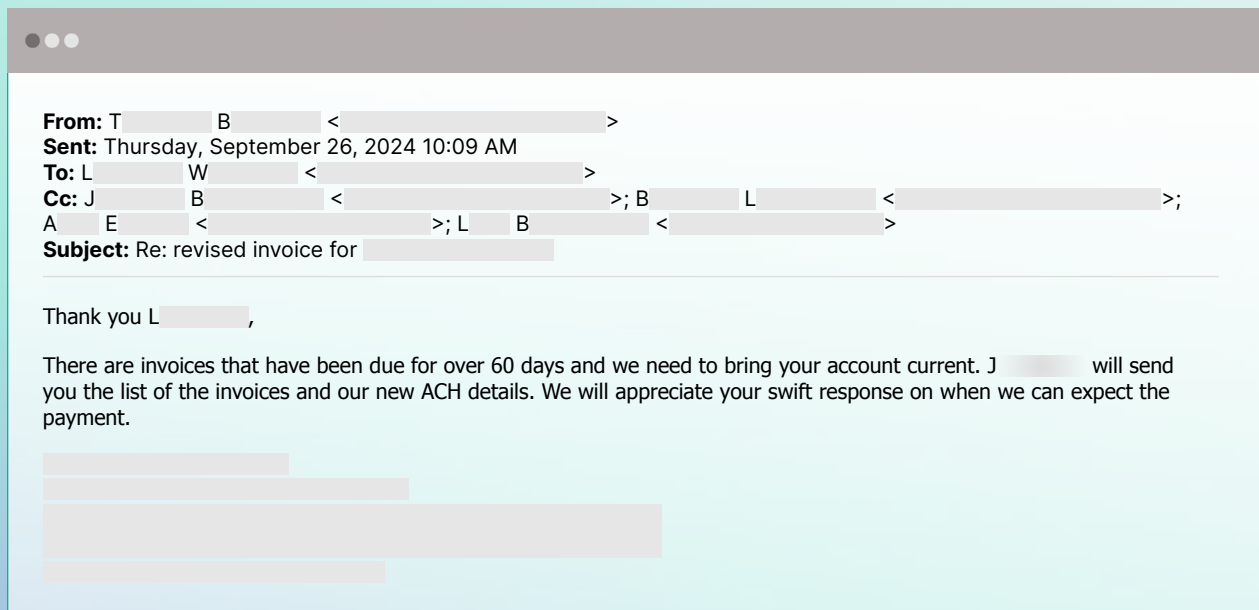 From: T B < >
Sent: Thursday, September 26, 2024 10:09 AM
To: L W < >
Cc: J B < >; B L < >;
A E < >; L B < >
Subject: Re: revised invoice for
Thank you L ,
There are invoices that have been due for over 60 days and we need to bring your account current. J will send
you the list of the invoices and our new ACH details. We will appreciate your swift response on when we can expect the
payment.